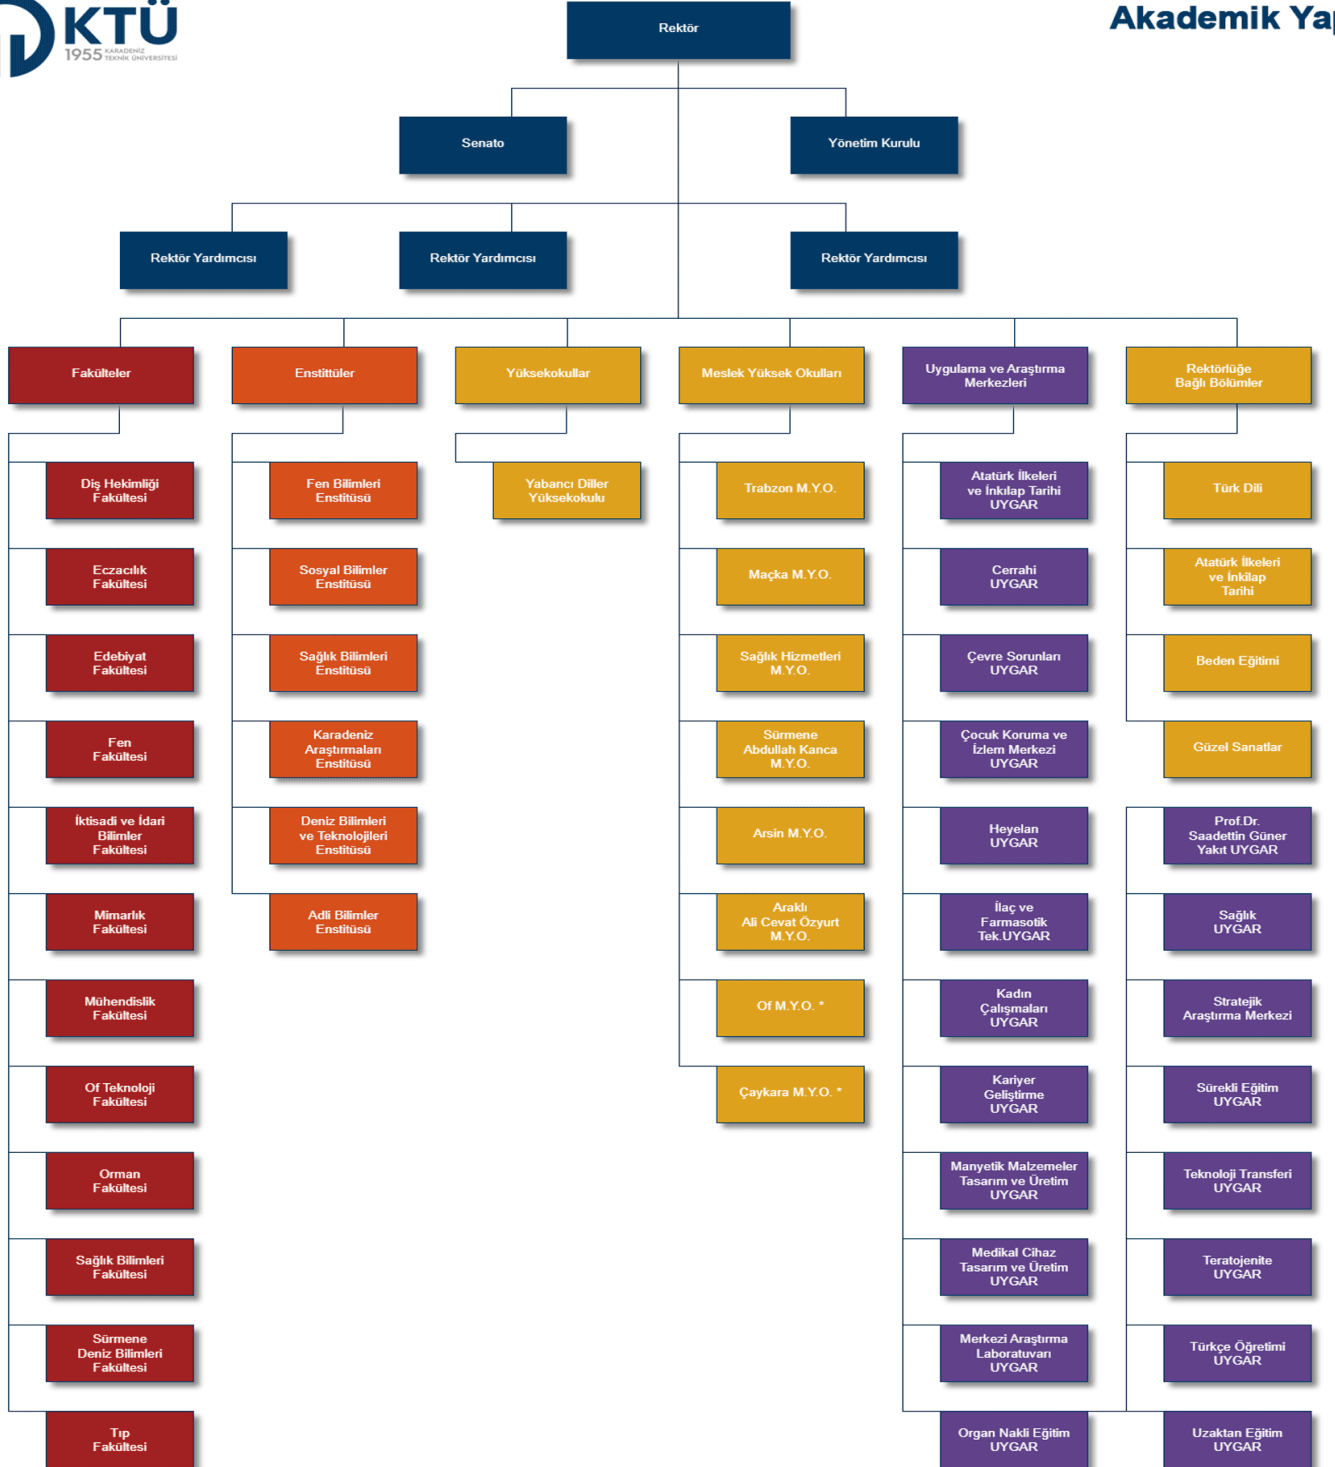 KTÜ
1955 KARADENİZ
TEKNİK ÜNİVERSİTESİ
Akademik Yap
Rektör
Senato
Yönetim Kurulu
Rektör Yardımcısı
Rektör Yardımcısı
Rektör Yardımcısı
Fakülteler
Enstittüler
Yüksekokullar
Meslek Yüksek Okulları
Uygulama ve Araştırma
Merkezleri
Rektörlüğe
Bağlı Bölümler
Diş Hekimliği
Fakültesi
Eczacılık
Fakültesi
Edebiyat
Fakültesi
Fen
Fakültesi
İktisadi ve İdari
Bilimler
Fakültesi
Mimarlık
Fakültesi
Mühendislik
Fakültesi
Of Teknoloji
Fakültesi
Orman
Fakültesi
Sağlık Bilimleri
Fakültesi
Sürmene
Deniz Bilimleri
Fakültesi
Tıp
Fakültesi
Fen Bilimleri
Enstitüsü
Sosyal Bilimler
Enstitüsü
Sağlık Bilimleri
Enstitüsü
Karadeniz
Araştırmaları
Enstitüsü
Deniz Bilimleri
ve Teknolojileri
Enstitüsü
Adli Bilimler
Enstitüsü
Yabancı Diller
Yüksekokulu
Trabzon M.Y.O.
Maçka M.Y.O.
Sağlık Hizmetleri
M.Y.O.
Sürmene
Abdullah Kanca
M.Y.O.
Arsin M.Y.O.
Araklı
Ali Cevat Özyurt
M.Y.O.
Of M.Y.O. *
Çaykara M.Y.O. *
Atatürk İlkeleri
ve İnkılap Tarihi
UYGAR
Cerrahi
UYGAR
Çevre Sorunları
UYGAR
Çocuk Koruma ve
İzlem Merkezi
UYGAR
Heyelan
UYGAR
İlaç ve
Farmasotik
Tek.UYGAR
Kadın
Çalışmaları
UYGAR
Kariyer
Geliştirme
UYGAR
Manyetik Malzemeler
Tasarım ve Üretim
UYGAR
Medikal Cihaz
Tasarım ve Üretim
UYGAR
Merkezi Araştırma
Laboratuvarı
UYGAR
Organ Nakli Eğitim
UYGAR
Türk Dili
Atatürk İlkeleri
ve İnkilap
Tarihi
Beden Eğitimi
Güzel Sanatlar
Prof.Dr.
Saadettin Güner
Yakıt UYGAR
Sağlık
UYGAR
Stratejik
Araştırma Merkezi
Sürekli Eğitim
UYGAR
Teknoloji Transferi
UYGAR
Teratojenite
UYGAR
Türkçe Öğretimi
UYGAR
Uzaktan Eğitim
UYGAR